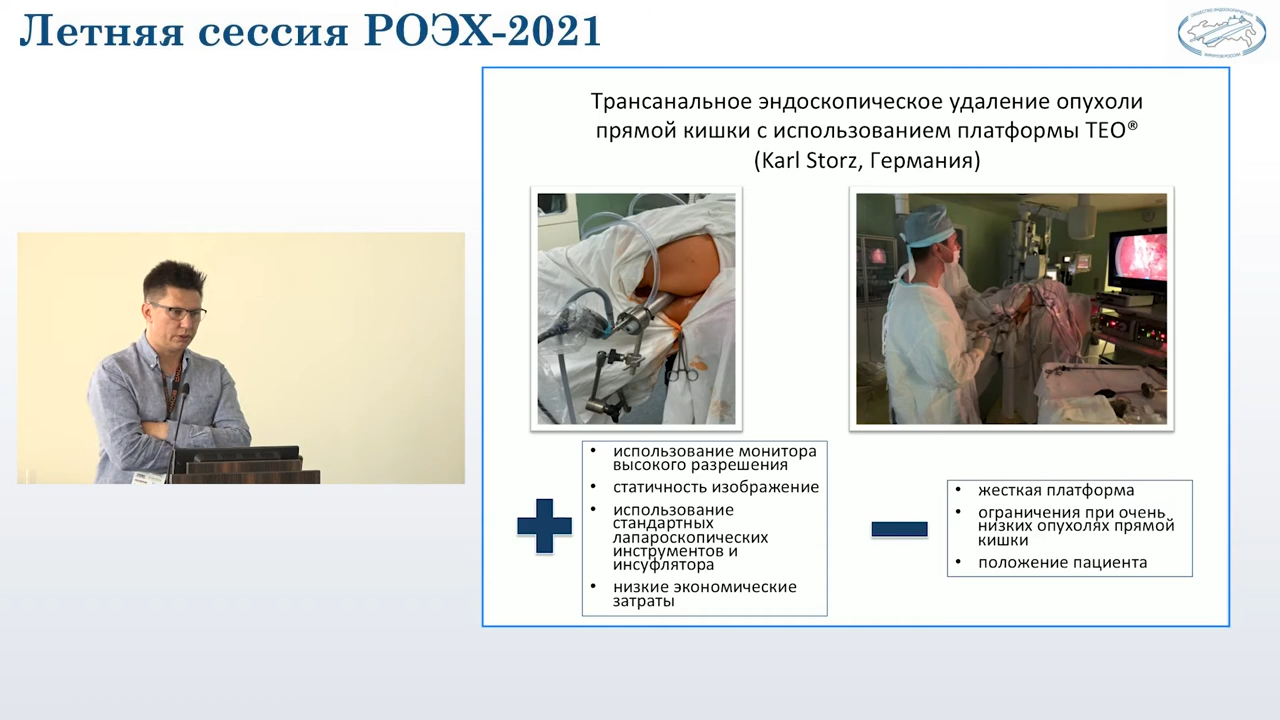 Летняя сессия РОЭХ-2021
Трансанальное эндоскопическое удаление опухоли
прямой кишки с использованием платформы ТЕО®
(Karl Storz, Германия)
• использование монитора
высокого разрешения
• статичность изображение
• использование
стандартных
лапароскопических
инструментов и
инсуфлятора
• низкие экономические
затраты
• жесткая платформа
• ограничения при очень
низких опухолях прямой
кишки
• положение пациента